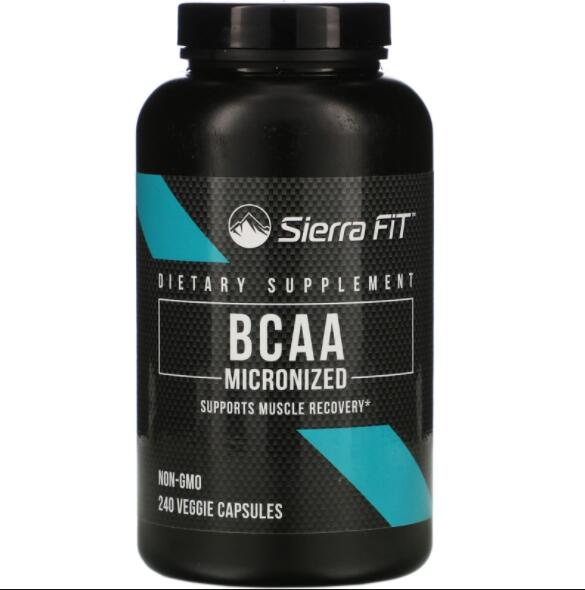 Sierra FiT™
DIETARY SUPPLEMENT
BCAA
MICRONIZED
SUPPORTS MUSCLE RECOVERY*
NON-GMO
240 VEGGIE CAPSULES